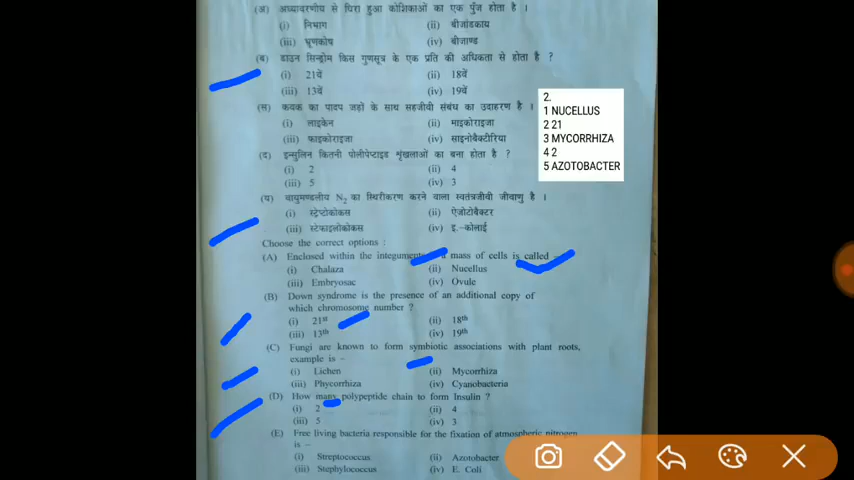 (अ) अध्यावरणीय से घिरा हुआ कोशिकाओं का एक पुँज होता है ।
(i) निभाग (ii) बीजांडकाय
(iii) भ्रूणकोष (iv) बीजाण्ड
(ब) डाउन सिन्ड्रोम किस गुणसूत्र के एक प्रति की अधिकता से होता है ?
(i) 21वें (ii) 18वें
(iii) 13वें (iv) 19वें
(स) कवक का पादप जड़ों के साथ सहजीवी संबंध का उदाहरण है ।
(i) लाइकेन (ii) माइकोराइजा
(iii) फाइकोराइजा (iv) साइनोबैक्टीरिया
(द) इन्सुलिन कितनी पोलीपेप्टाइड शृंखलाओं का बना होता है ?
(i) 2 (ii) 4
(iii) 5 (iv) 3
(य) वायुमण्डलीय N2 का स्थिरीकरण करने वाला स्वतंत्रजीवी जीवाणु है ।
(i) स्ट्रेप्टोकोकस (ii) ऐजोटोबैक्टर
(iii) स्टेफाइलोकोकस (iv) इ.-कोलाई
2.
1 NUCELLUS
2 21
3 MYCORRHIZA
4 2
5 AZOTOBACTER
Choose the correct options :
(A) Enclosed within the integuments a mass of cells is called –
(i) Chalaza (ii) Nucellus
(iii) Embryosac (iv) Ovule
(B) Down syndrome is the presence of an additional copy of
which chromosome number ?
(i) 21st (ii) 18th
(iii) 13th (iv) 19th
(C) Fungi are known to form symbiotic associations with plant roots,
example is –
(i) Lichen (ii) Mycorrhiza
(iii) Phycorrhiza (iv) Cyanobacteria
(D) How many polypeptide chain to form Insulin ?
(i) 2 (ii) 4
(iii) 5 (iv) 3
(E) Free living bacteria responsible for the fixation of atmospheric nitrogen
is –
(i) Streptococcus (ii) Azotobacter
(iii) Stephylococcus (iv) E. Coli